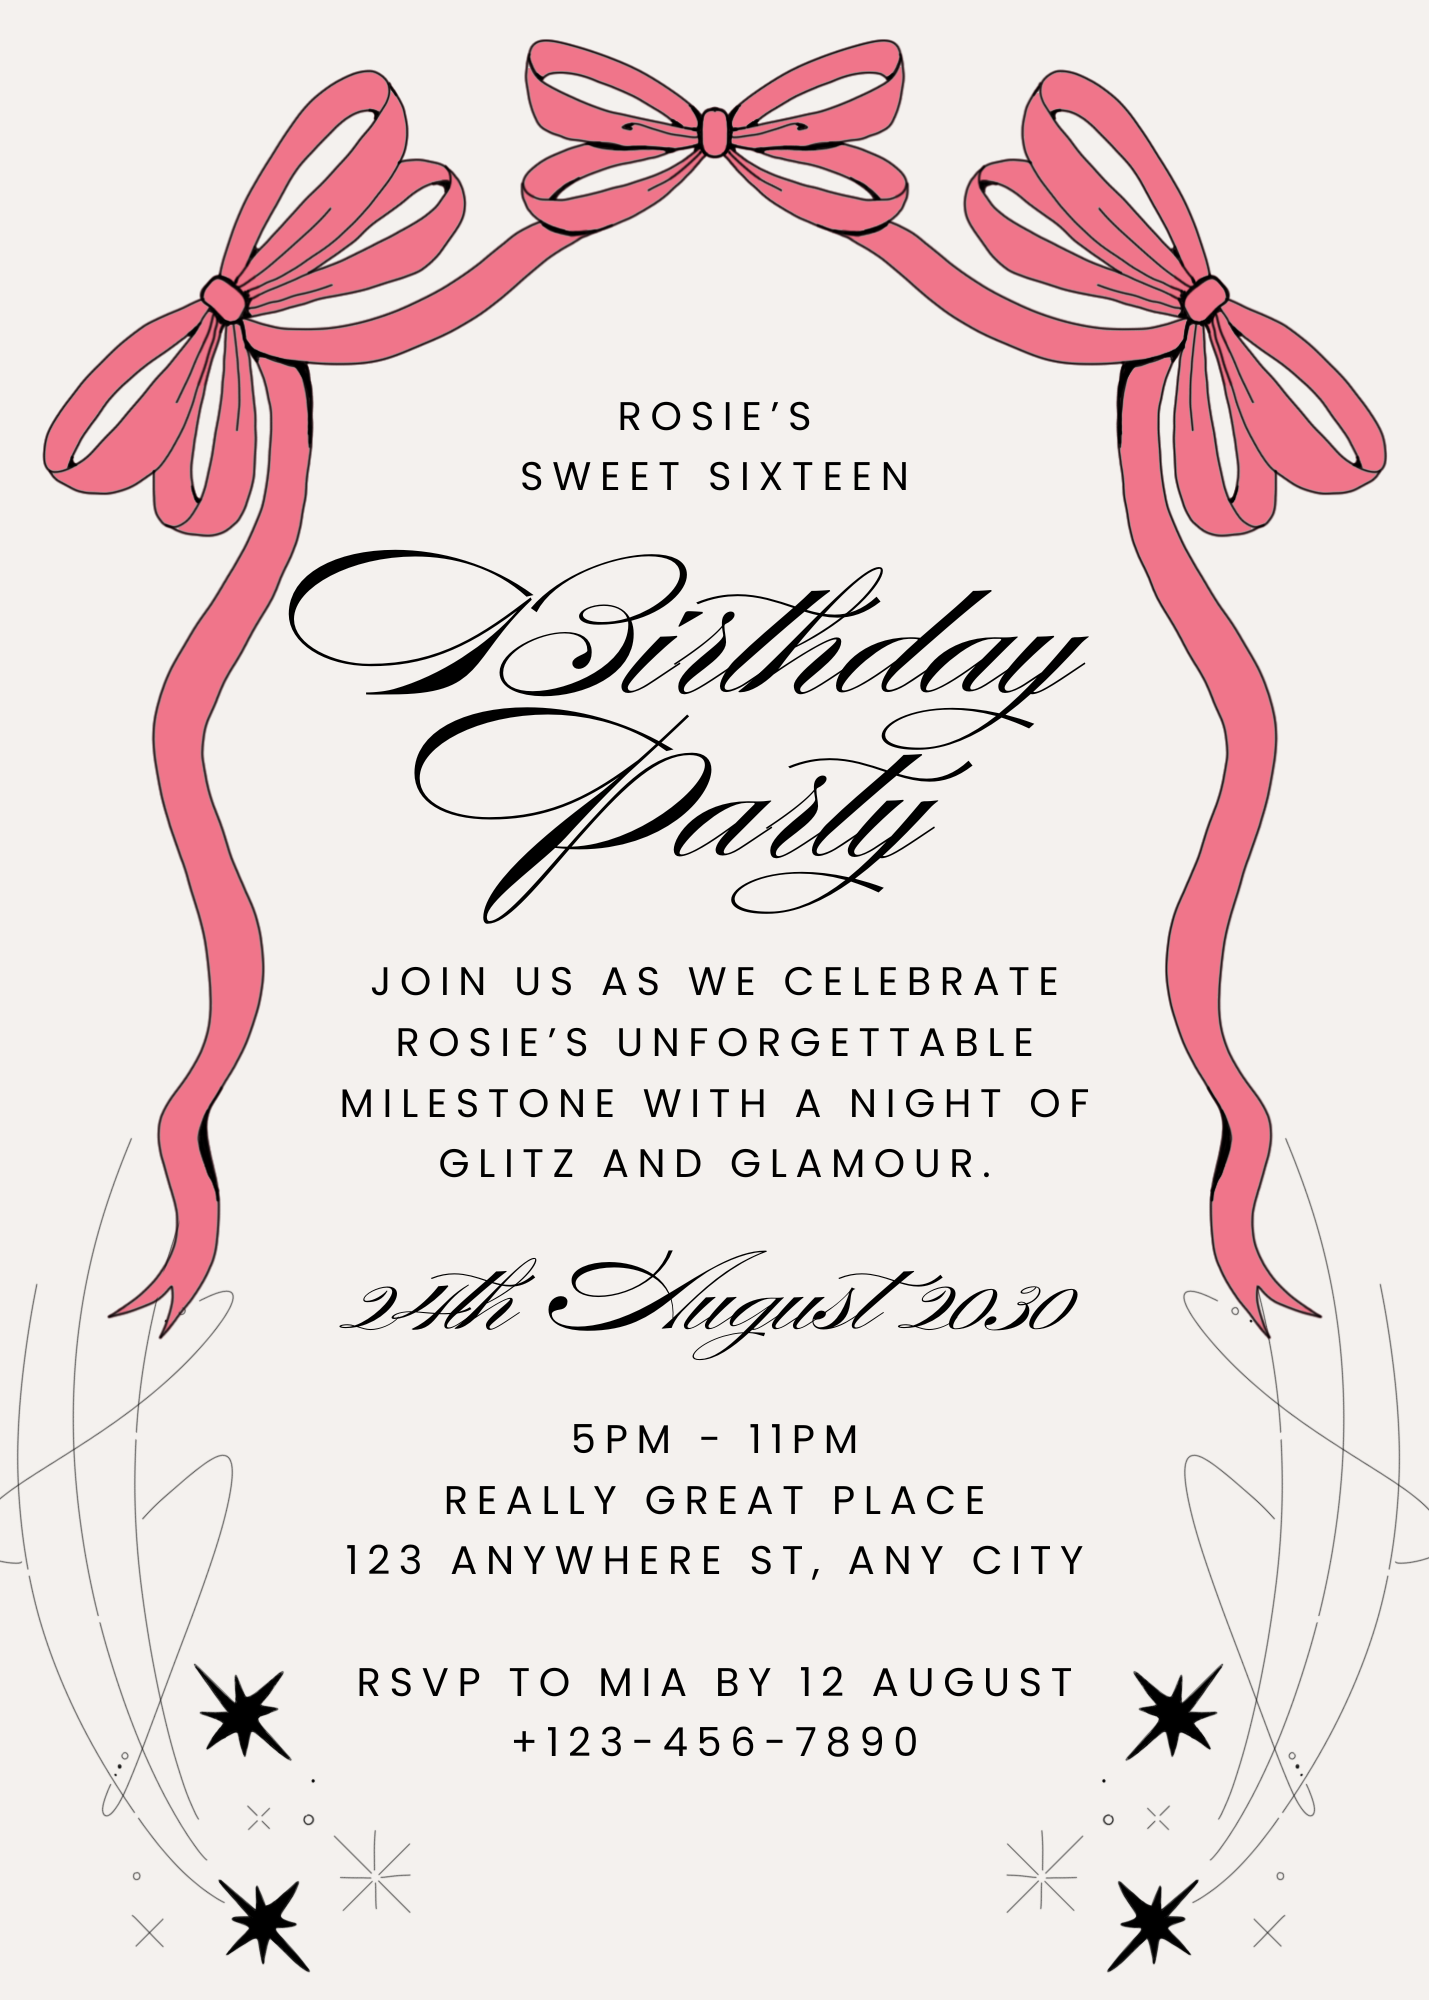 ROSIE’S
SWEET SIXTEEN
Birthday
Party
JOIN US AS WE CELEBRATE
ROSIE’S UNFORGETTABLE
MILESTONE WITH A NIGHT OF
GLITZ AND GLAMOUR.
24th August 2030
5PM - 11PM
REALLY GREAT PLACE
123 ANYWHERE ST, ANY CITY
RSVP TO MIA BY 12 AUGUST
+123-456-7890